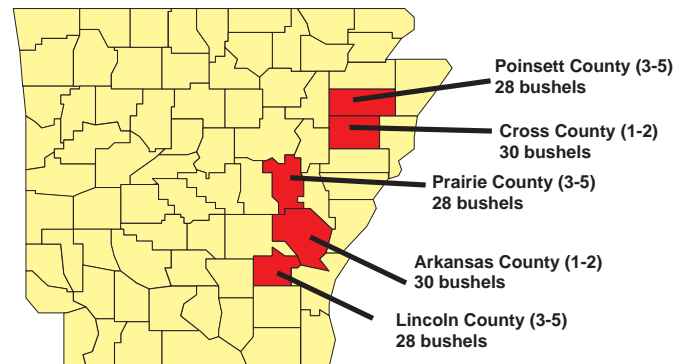 Poinsett County (3-5)
28 bushels
Cross County (1-2)
30 bushels
Prairie County (3-5)
28 bushels
Arkansas County (1-2)
30 bushels
Lincoln County (3-5)
28 bushels